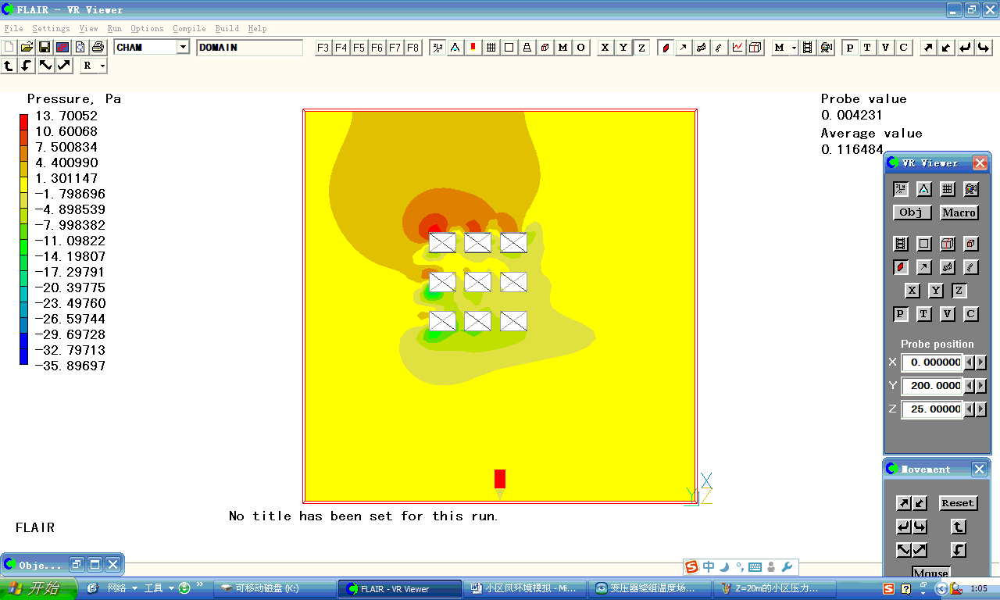 FLAIR - VR Viewer
File Settings View Run Options Compile Build Help
CHAM DOMAIN F3 F4 F5 F6 F7 F8 M O X Y Z M P T V C
R
Pressure, Pa
13.70052
10.60068
7.500834
4.400990
1.301147
-1.798696
-4.898539
-7.998382
-11.09822
-14.19807
-17.29791
-20.39775
-23.49760
-26.59744
-29.69728
-32.79713
-35.89697
Probe value
0.004231
Average value
0.116484
VR Viewer
Obj Macro
X Y Z
P T V C
Probe position
X 0.000000
Y 200.0000
Z 25.00000
Movement
Reset
Mouse
X
Y Z
No title has been set for this run.
FLAIR
Obje...
中
开始 网络 工具 » 可移动磁盘 (K:) FLAIR - VR Viewer 小区风环境模拟 - Mi... 变压器绕组温度场... Z=20m的小区压力... 1:05